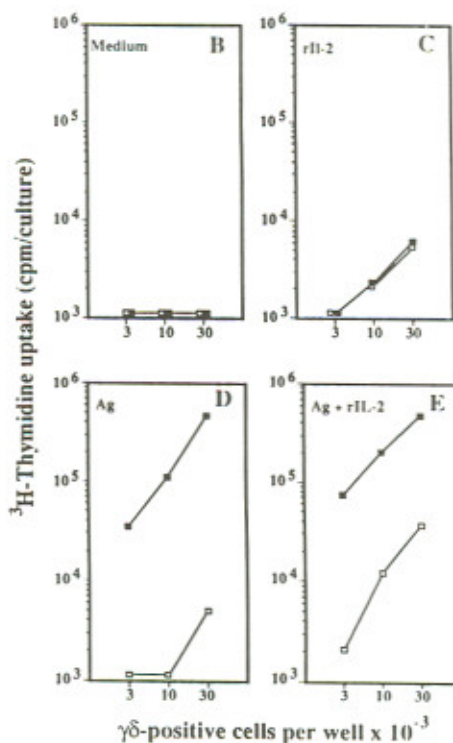 Medium B
10⁶
10⁵
10⁴
10³
3 10 30
rIl-2 C
10⁶
10⁵
10⁴
10³
3 10 30
³H-Thymidine uptake (cpm/culture)
Ag D
10⁶
10⁵
10⁴
10³
3 10 30
Ag + rIL-2 E
10⁶
10⁵
10⁴
10³
3 10 30
γδ-positive cells per well x 10⁻³